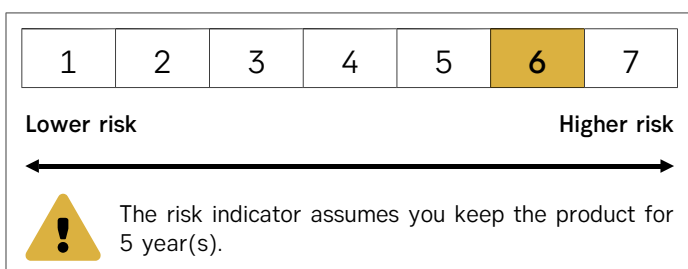 1 2 3 4 5 6 7
Lower risk Higher risk
The risk indicator assumes you keep the product for
5 year(s).